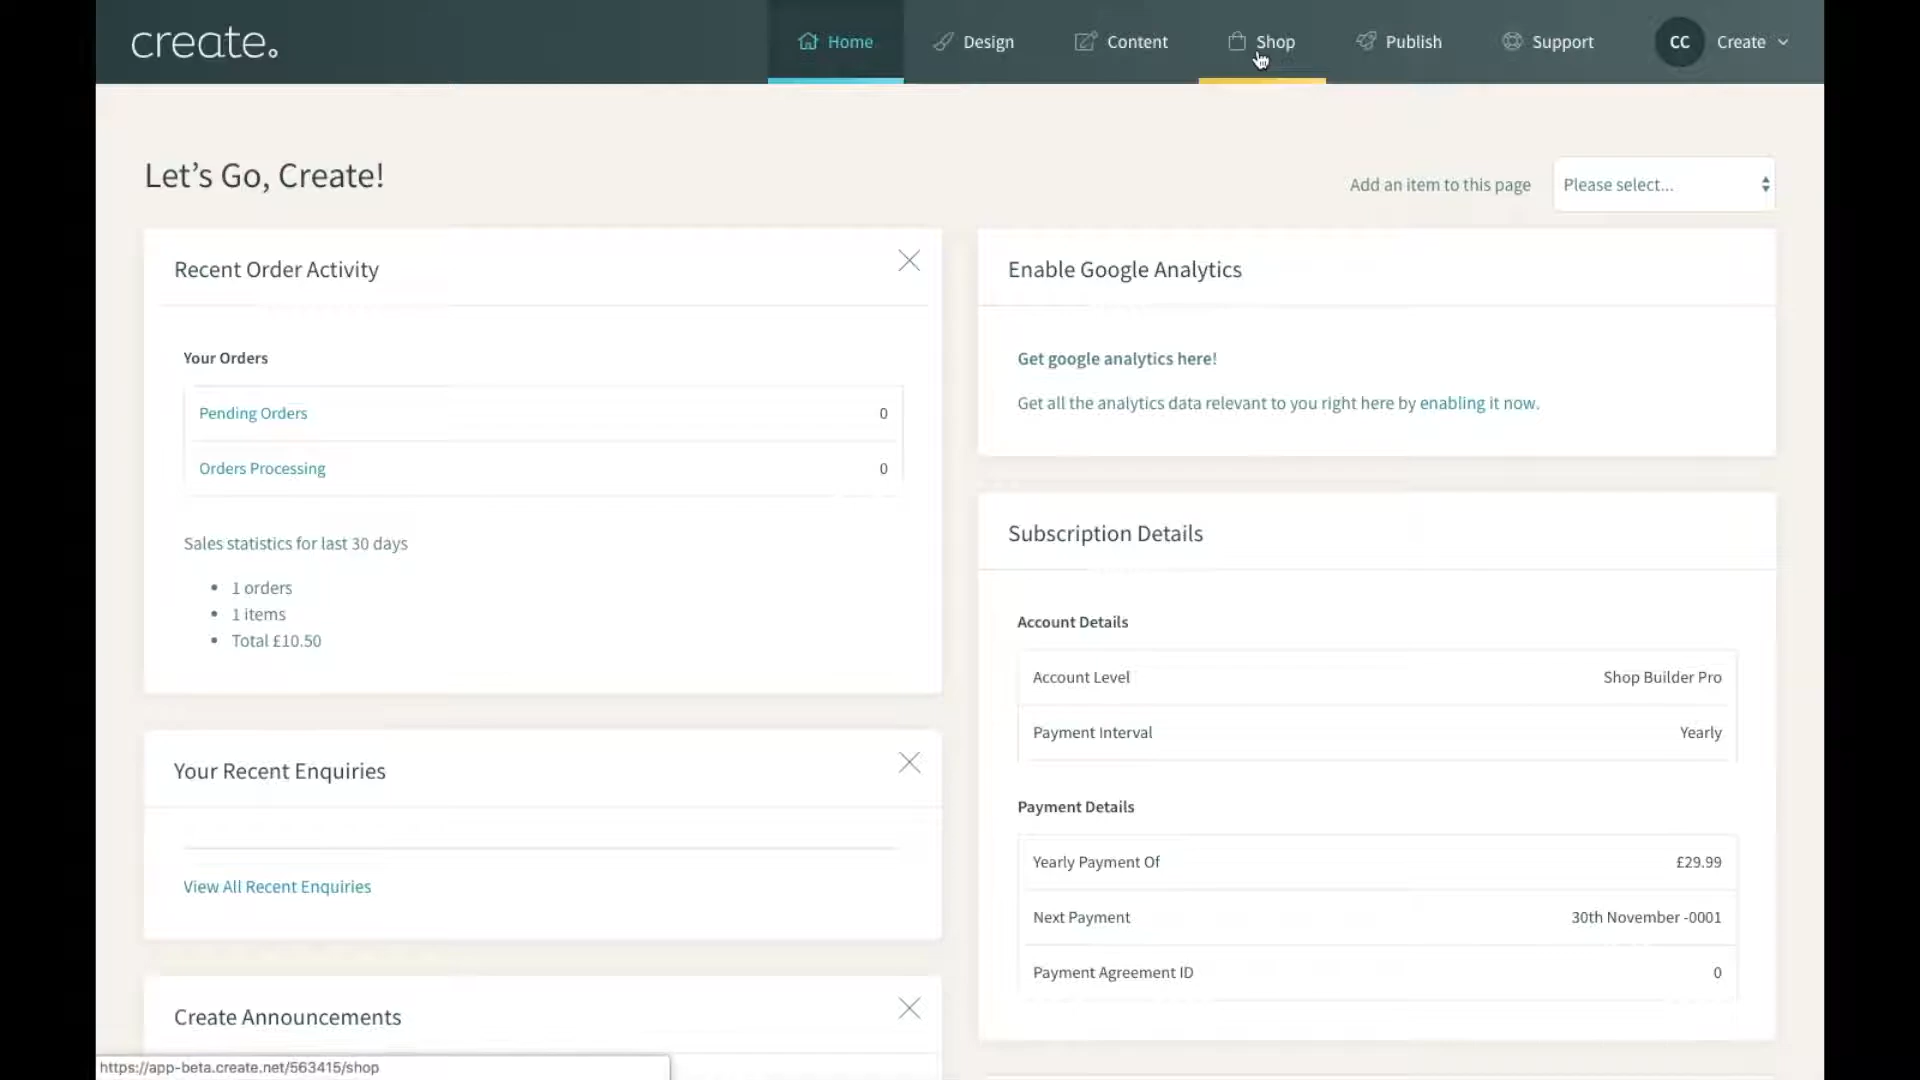 create.
Home
Design
Content
Shop
Publish
Support
CC
Create
Let's Go, Create!
Add an item to this page
Please select...
Recent Order Activity
Your Orders
Pending Orders 0
Orders Processing 0
Sales statistics for last 30 days
• 1 orders
• 1 items
• Total £10.50
Your Recent Enquiries
View All Recent Enquiries
Create Announcements
Enable Google Analytics
Get google analytics here!
Get all the analytics data relevant to you right here by enabling it now.
Subscription Details
Account Details
Account Level Shop Builder Pro
Payment Interval Yearly
Payment Details
Yearly Payment Of £29.99
Next Payment 30th November -0001
Payment Agreement ID 0
https://app-beta.create.net/563415/shop